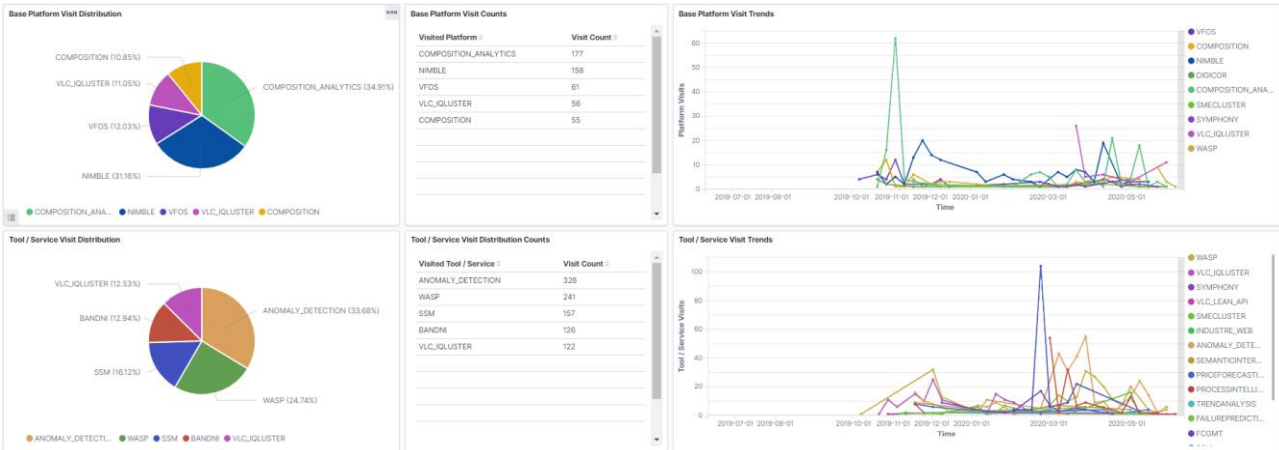 Base Platform Visit Distribution
COMPOSITION (10.85%)
VLC_IQLUSTER (11.05%)
COMPOSITION_ANALYTICS (34.91%)
VFOS (12.03%)
NIMBLE (31.16%)
COMPOSITION_ANA... NIMBLE VFOS VLC_IQLUSTER COMPOSITION
Base Platform Visit Counts
Visited Platform Visit Count
COMPOSITION_ANALYTICS 177
NIMBLE 158
VFOS 61
VLC_IQLUSTER 56
COMPOSITION 55
Base Platform Visit Trends
Platform Visits
60
50
40
30
20
10
0
2019-07-01 2019-08-01 2019-10-01 2019-11-01 2019-12-01 2020-01-01 2020-03-01 2020-05-01
Time
VFOS
COMPOSITION
NIMBLE
DIGICOR
COMPOSITION_ANA...
SMECLUSTER
SYMPHONY
VLC_IQLUSTER
WASP
Tool / Service Visit Distribution
VLC_IQLUSTER (12.53%)
ANOMALY_DETECTION (33.68%)
BANDNI (12.94%)
SSM (16.12%)
WASP (24.74%)
ANOMALY_DETECTI... WASP SSM BANDNI VLC_IQLUSTER
Tool / Service Visit Distribution Counts
Visited Tool / Service Visit Count
ANOMALY_DETECTION 328
WASP 241
SSM 157
BANDNI 126
VLC_IQLUSTER 122
Tool / Service Visit Trends
Tool / Service Visits
100
80
60
40
20
0
2019-07-01 2019-08-01 2019-10-01 2019-11-01 2019-12-01 2020-01-01 2020-03-01 2020-05-01
Time
WASP
VLC_IQLUSTER
SYMPHONY
VLC_LEAN_API
SMECLUSTER
INDUSTRE_WEB
ANOMALY_DETE...
SEMANTICINTER...
PRICEFORECASTI...
PROCESSINTELLI...
TRENDANALYSIS
FAILUREPREDICTI...
FCGMT